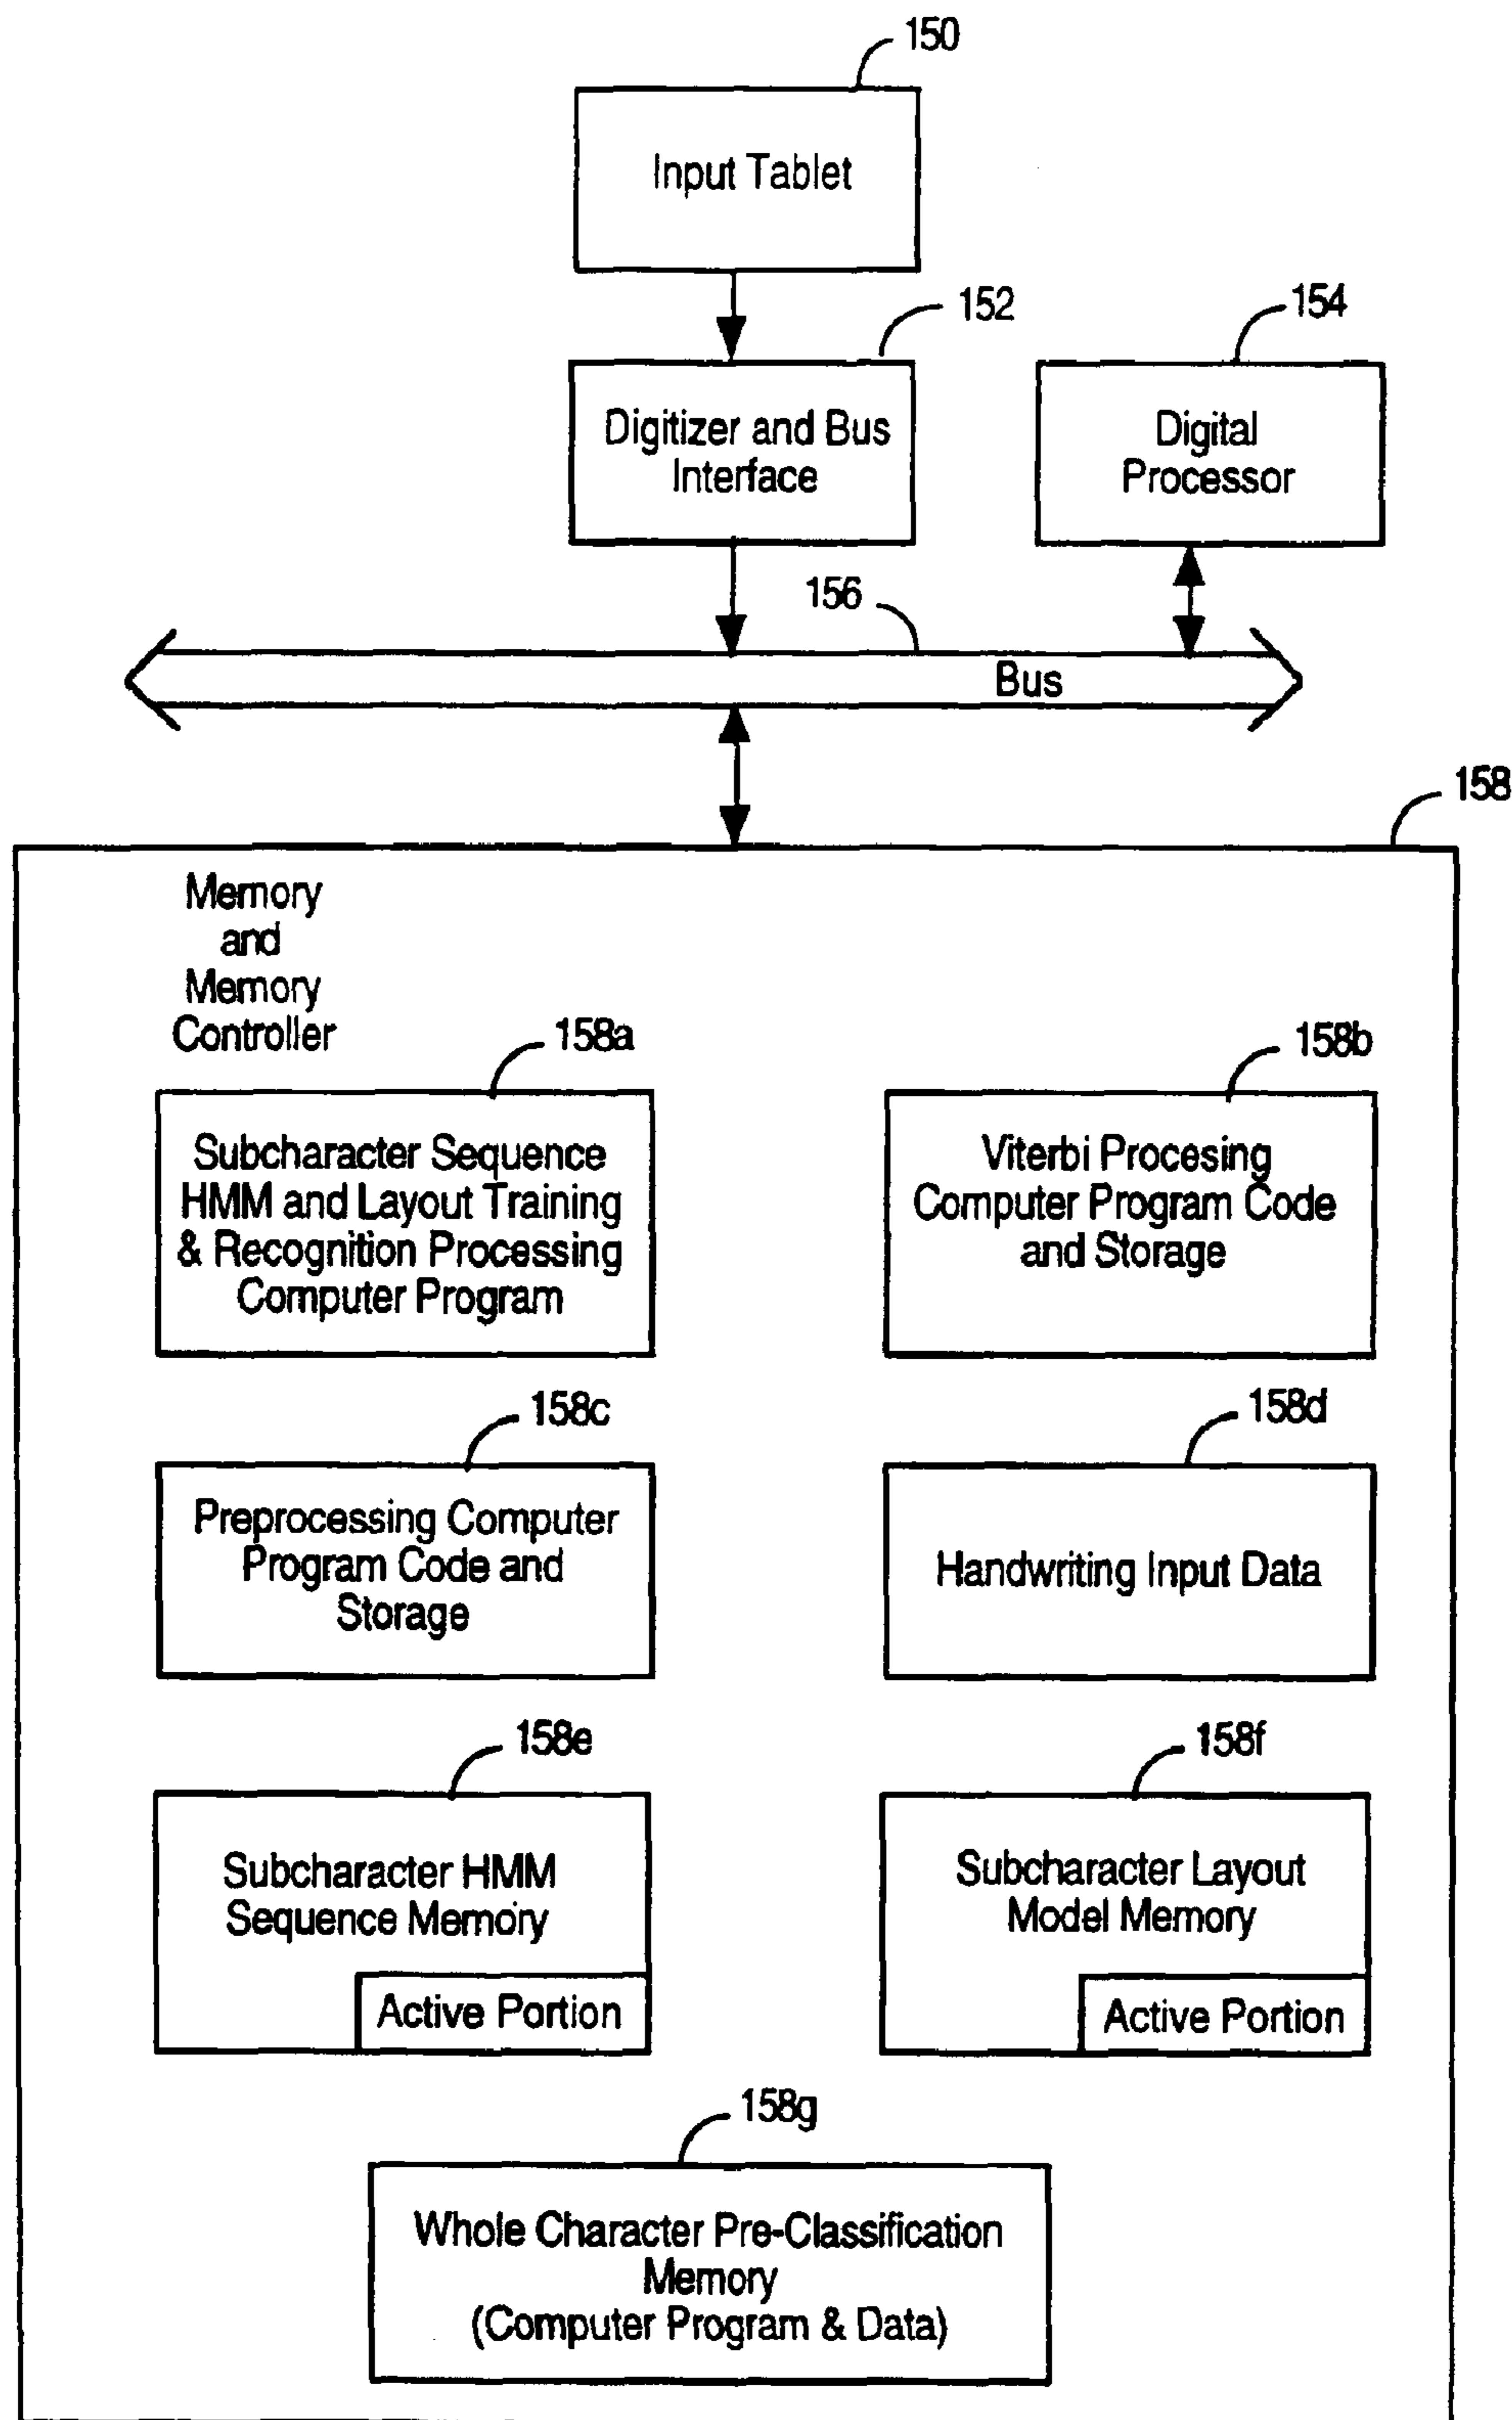 150
Input Tablet
152
154
Digitizer and Bus
Interface
Digital
Processor
156
Bus
158
Memory
and
Memory
Controller
158a
158b
Subcharacter Sequence
HMM and Layout Training
& Recognition Processing
Computer Program
Viterbi Procesing
Computer Program Code
and Storage
158c
158d
Preprocessing Computer
Program Code and
Storage
Handwriting Input Data
158e
158f
Subcharacter HMM
Sequence Memory
Active Portion
Subcharacter Layout
Model Memory
Active Portion
158g
Whole Character Pre-Classification
Memory
(Computer Program & Data)